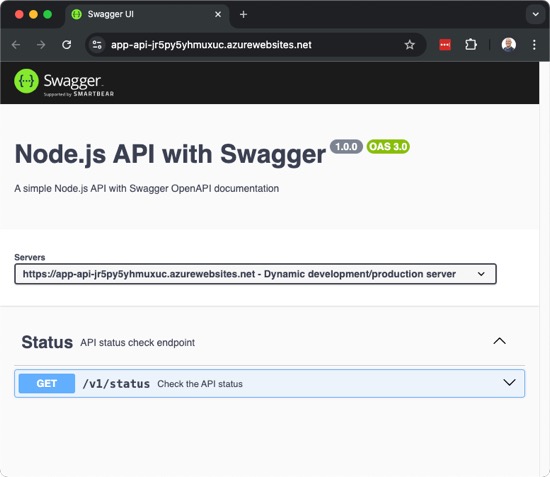 Swagger UI
app-api-jr5py5yhmuxuc.azurewebsites.net
Swagger
Supported by SMARTBEAR
Node.js API with Swagger 1.0.0 OAS 3.0
A simple Node.js API with Swagger OpenAPI documentation
Servers
https://app-api-jr5py5yhmuxuc.azurewebsites.net - Dynamic development/production server
Status API status check endpoint
GET /v1/status Check the API status